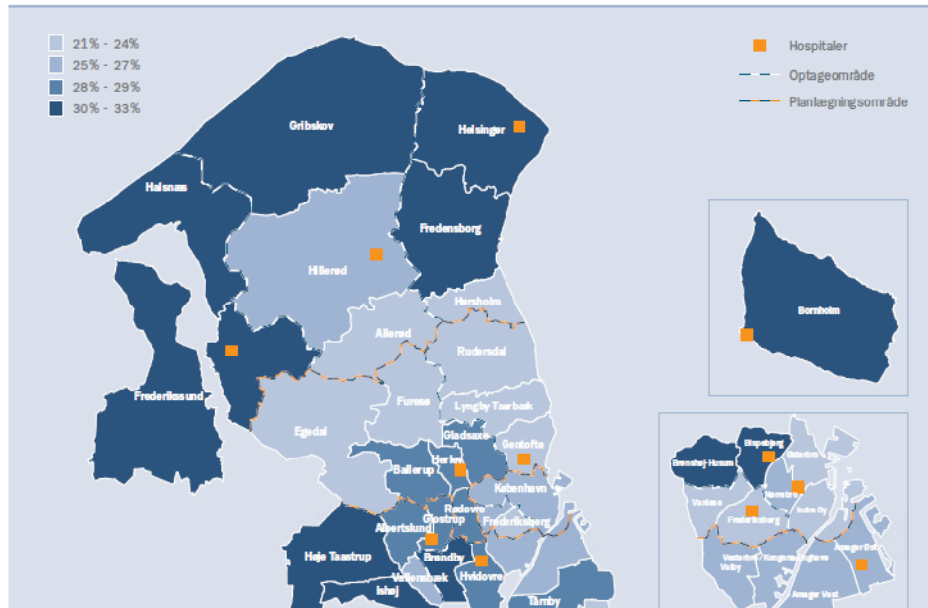 21% - 24%
25% - 27%
28% - 29%
30% - 33%
Hospitaler
Optageområde
Planlægningsområde
Gribskov
Helsingør
Halsnæs
Fredensborg
Hillerød
Hørsholm
Allerød
Rudersdal
Frederikssund
Furesø
Lyngby Taarbæk
Egedal
Gladsaxe
Gentofte
Herlev
Ballerup
København
Rødovre
Glostrup
Albertslund
Frederiksberg
Høje Taastrup
Brøndby
Vallensbæk
Ishøj
Hvidovre
Tårnby
Bornholm
Bispebjerg
Østerbro
Brønshøj-Husum
Vanløse
Nørrebro
Indre By
Frederiksberg
Amager Øst
Valby
Amager Vest